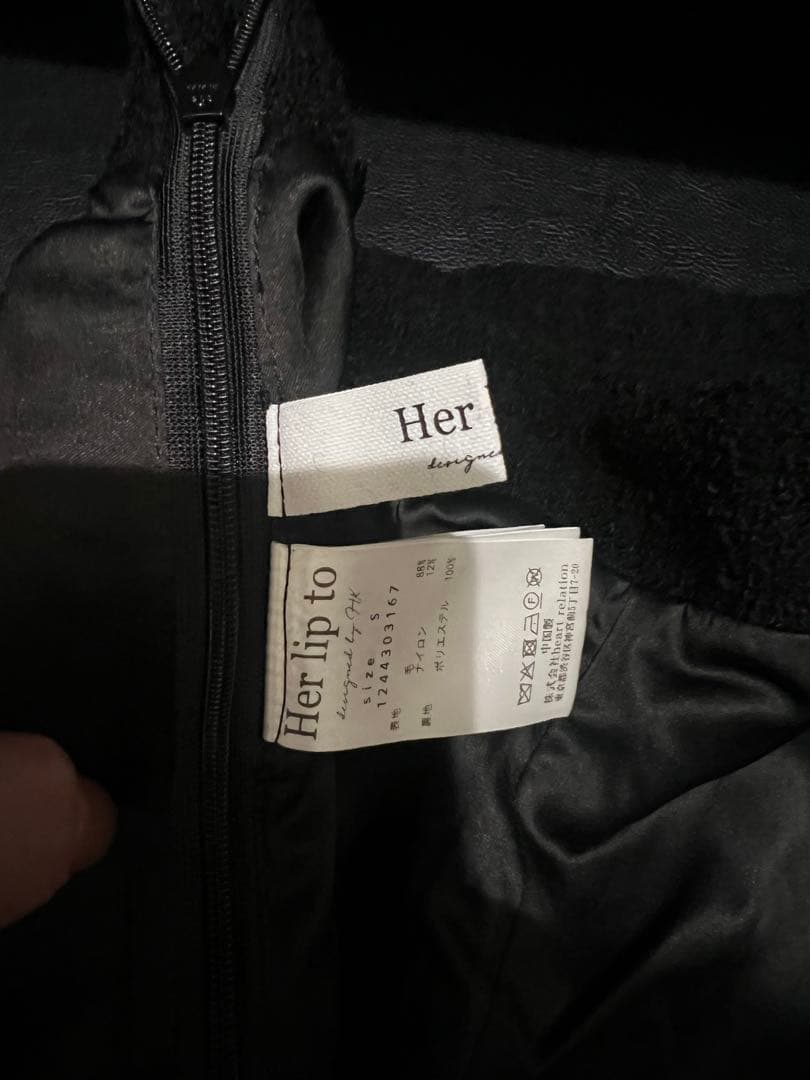 Her
designe
Her lip to
designed by HK
size S
1244303167
表地 毛 88%
ナイロン 12%
裏地 ポリエステル 100%
中国製
株式会社heart relation
東京都渋谷区神宮前5丁目7-20